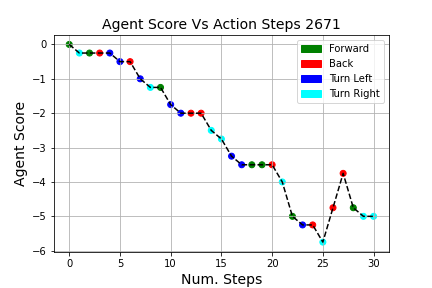 Agent Score Vs Action Steps 2671
Agent Score
0
−1
−2
−3
−4
−5
−6
Forward
Back
Turn Left
Turn Right
0 5 10 15 20 25 30
Num. Steps